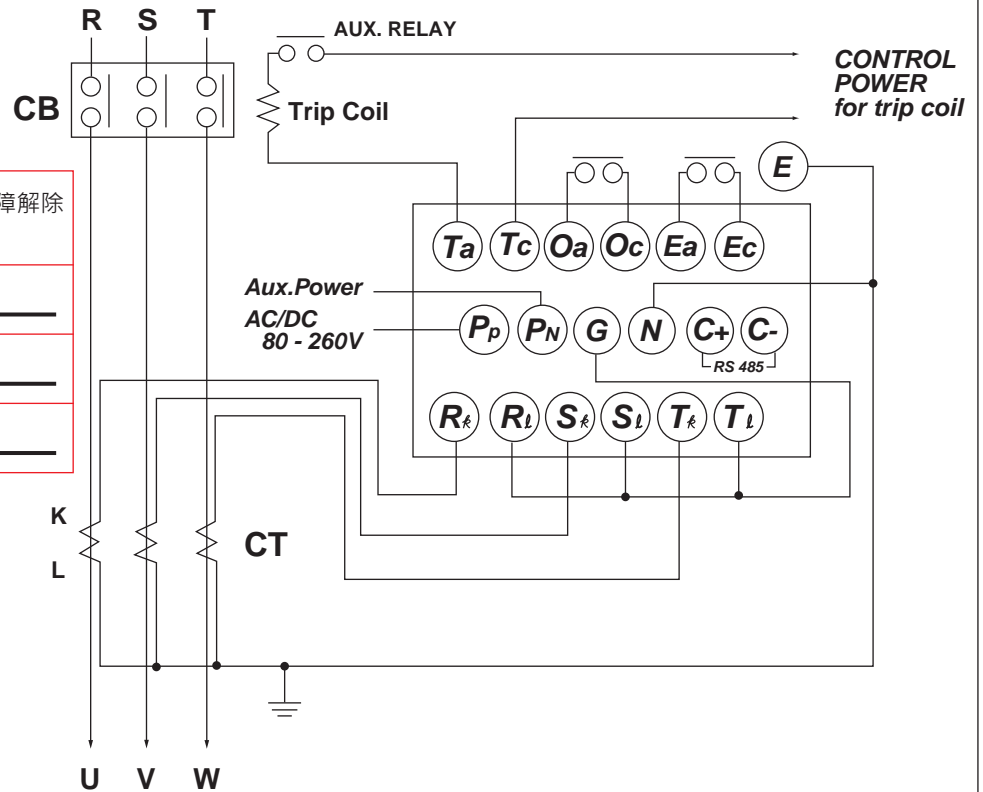 R S T
AUX. RELAY
CONTROL
POWER
for trip coil
CB
Trip Coil
E
障解除
Ta Tc Oa Oc Ea Ec
Aux.Power
AC/DC
80 - 260V
Pp PN G N C+ C-
RS 485
Rk Rℓ Sk Sℓ Tk Tℓ
K
CT
L
U V W